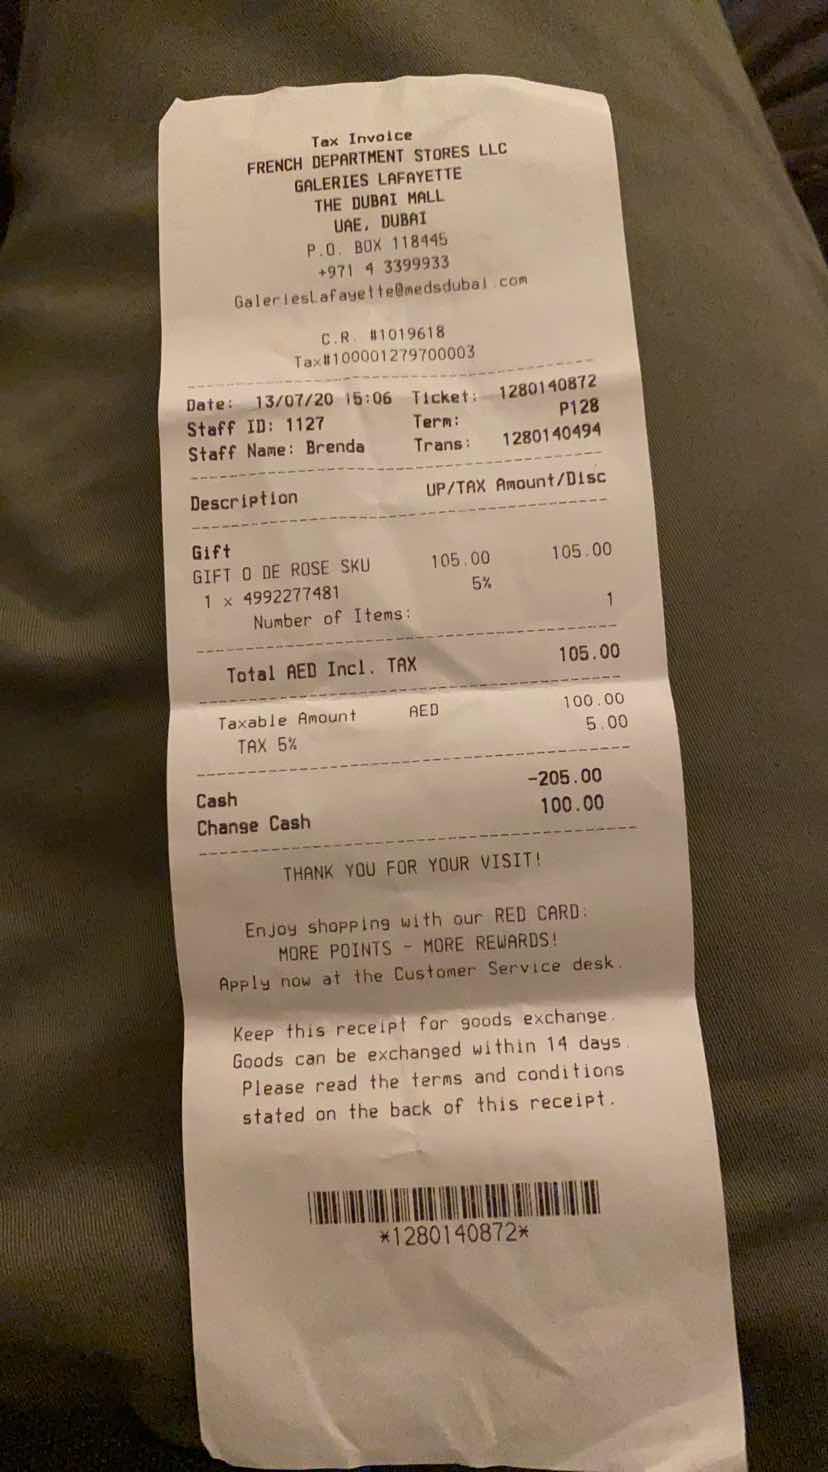 Tax Invoice
FRENCH DEPARTMENT STORES LLC
GALERIES LAFAYETTE
THE DUBAI MALL
UAE, DUBAI
P.O. BOX 118445
+971 4 3399933
GaleriesLafayette@medsdubai.com
C.R. #1019618
Tax#100001279700003
Date: 13/07/20 15:06 Ticket: 1280140872
Staff ID: 1127 Term: P128
Staff Name: Brenda Trans: 1280140494
Description UP/TAX Amount/Disc
Gift
GIFT O DE ROSE SKU 105.00 105.00
1 x 4992277481 5%
Number of Items: 1
Total AED Incl. TAX 105.00
Taxable Amount AED 100.00
TAX 5% 5.00
Cash -205.00
Change Cash 100.00
THANK YOU FOR YOUR VISIT!
Enjoy shopping with our RED CARD:
MORE POINTS - MORE REWARDS!
Apply now at the Customer Service desk.
Keep this receipt for goods exchange.
Goods can be exchanged within 14 days.
Please read the terms and conditions
stated on the back of this receipt.
*1280140872*